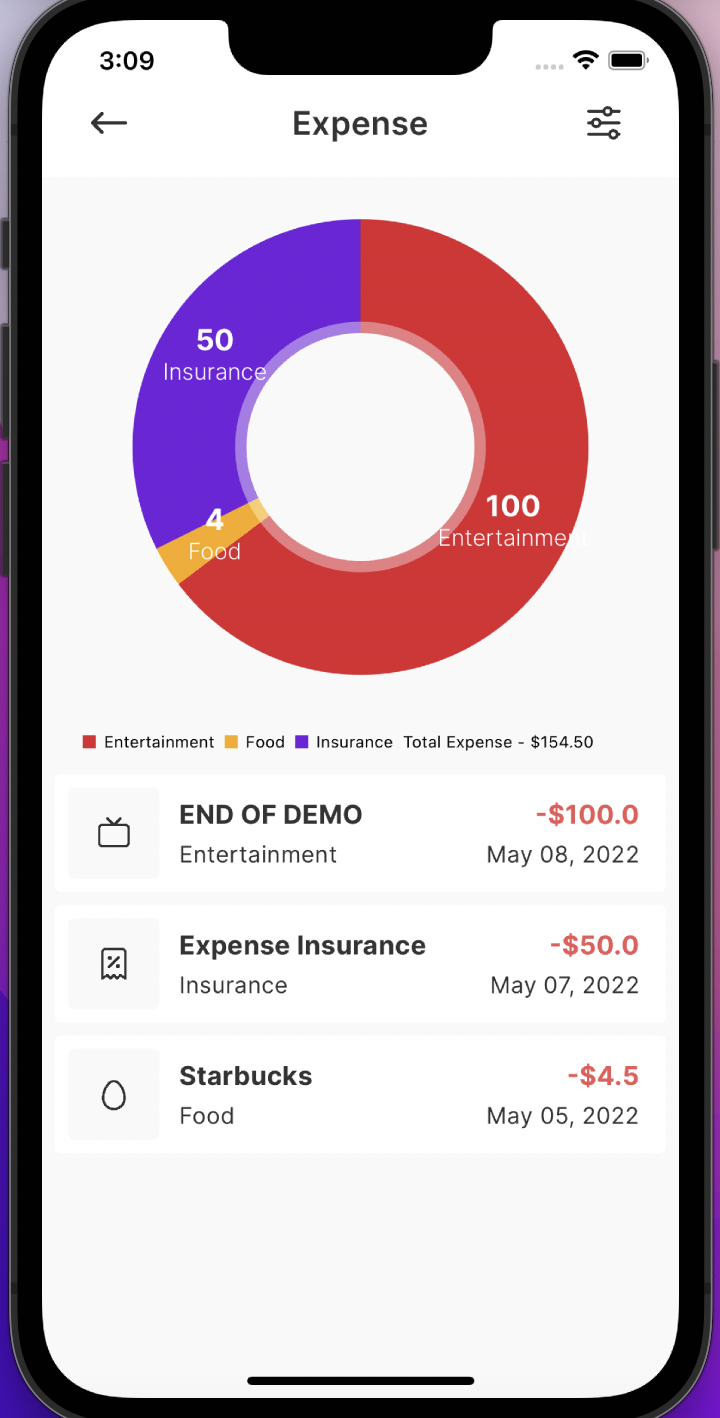 3:09
Expense
50
Insurance
4
Food
100
Entertainment
Entertainment Food Insurance Total Expense - $154.50
END OF DEMO -$100.0
Entertainment May 08, 2022
Expense Insurance -$50.0
Insurance May 07, 2022
Starbucks -$4.5
Food May 05, 2022